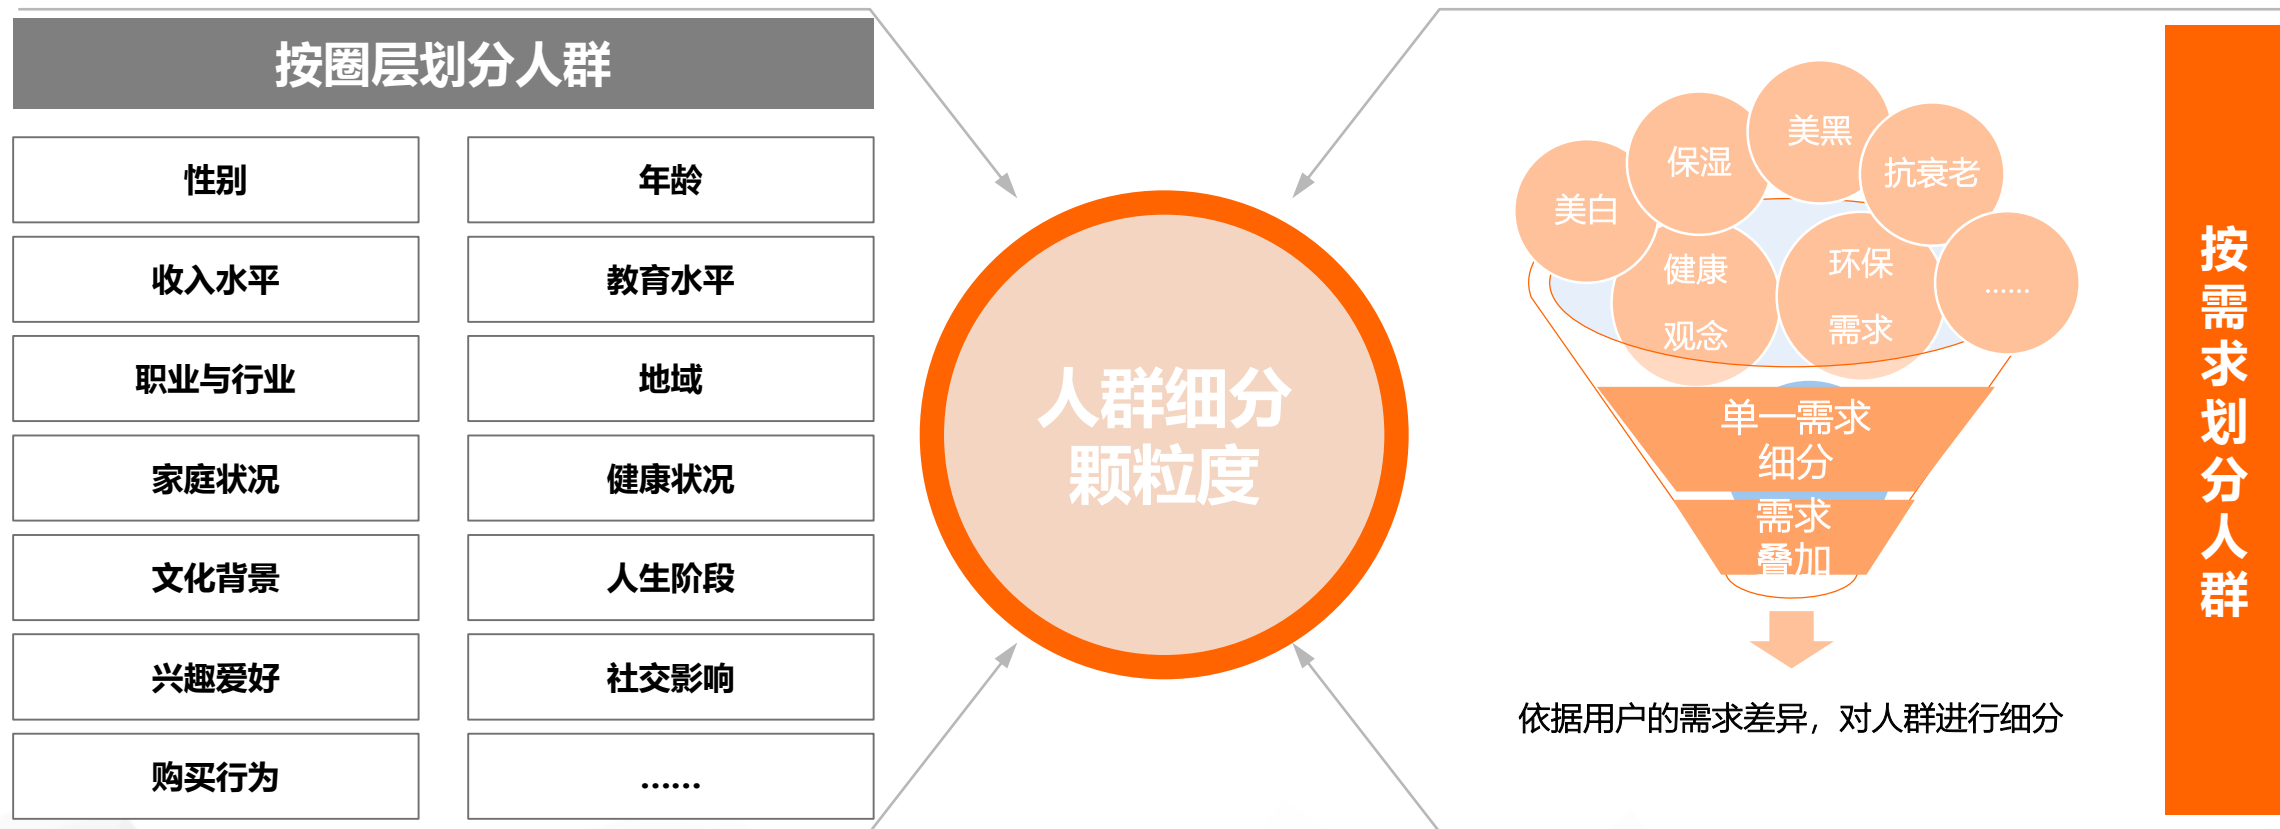 按圈层划分人群
性别
年龄
收入水平
教育水平
职业与行业
地域
家庭状况
健康状况
文化背景
人生阶段
兴趣爱好
社交影响
购买行为
……
人群细分
颗粒度
美白
保湿
美黑
抗衰老
健康
观念
环保
需求
……
单一需求
细分
需求
叠加
依据用户的需求差异，对人群进行细分
按
需
求
划
分
人
群